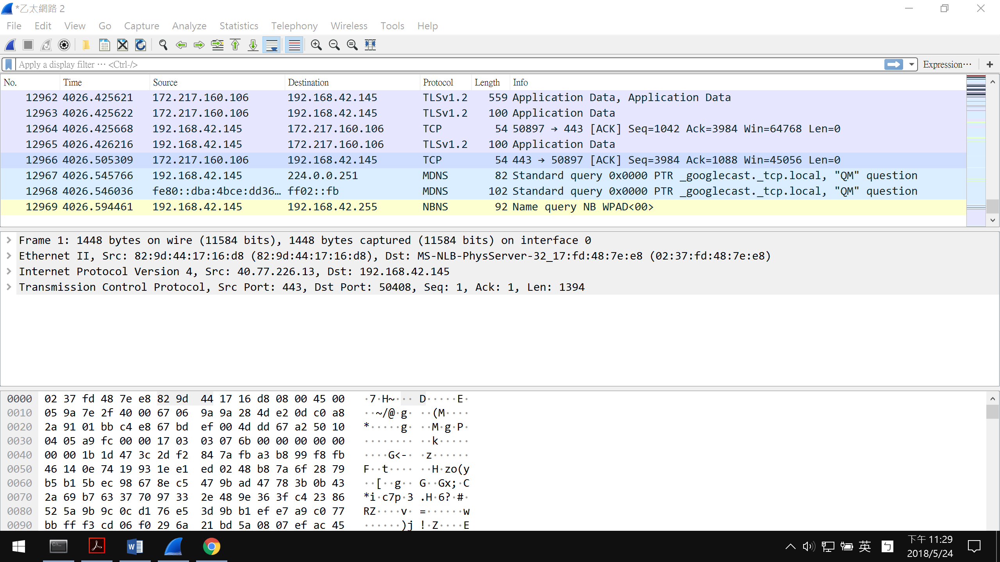 *乙太網路 2
File Edit View Go Capture Analyze Statistics Telephony Wireless Tools Help
Apply a display filter … <Ctrl-/> Expression… +
No. Time Source Destination Protocol Length Info
12962 4026.425621 172.217.160.106 192.168.42.145 TLSv1.2 559 Application Data, Application Data
12963 4026.425622 172.217.160.106 192.168.42.145 TLSv1.2 100 Application Data
12964 4026.425668 192.168.42.145 172.217.160.106 TCP 54 50897 → 443 [ACK] Seq=1042 Ack=3984 Win=64768 Len=0
12965 4026.426216 192.168.42.145 172.217.160.106 TLSv1.2 100 Application Data
12966 4026.505309 172.217.160.106 192.168.42.145 TCP 54 443 → 50897 [ACK] Seq=3984 Ack=1088 Win=45056 Len=0
12967 4026.545766 192.168.42.145 224.0.0.251 MDNS 82 Standard query 0x0000 PTR _googlecast._tcp.local, "QM" question
12968 4026.546036 fe80::dba:4bce:dd36… ff02::fb MDNS 102 Standard query 0x0000 PTR _googlecast._tcp.local, "QM" question
12969 4026.594461 192.168.42.145 192.168.42.255 NBNS 92 Name query NB WPAD<00>
Frame 1: 1448 bytes on wire (11584 bits), 1448 bytes captured (11584 bits) on interface 0
Ethernet II, Src: 82:9d:44:17:16:d8 (82:9d:44:17:16:d8), Dst: MS-NLB-PhysServer-32_17:fd:48:7e:e8 (02:37:fd:48:7e:e8)
Internet Protocol Version 4, Src: 40.77.226.13, Dst: 192.168.42.145
Transmission Control Protocol, Src Port: 443, Dst Port: 50408, Seq: 1, Ack: 1, Len: 1394
0000 02 37 fd 48 7e e8 82 9d 44 17 16 d8 08 00 45 00 ·7·H~··· D·····E·
0010 05 9a 7e 2f 40 00 67 06 9a 9a 28 4d e2 0d c0 a8 ··~/@·g· ··(M····
0020 2a 91 01 bb c4 e8 67 bd ef 00 4d dd 67 a2 50 10 *·····g· ··M·g·P·
0030 04 05 a9 fc 00 00 17 03 03 07 6b 00 00 00 00 00 ········ ··k·····
0040 00 00 1b 1d 47 3c 2d f2 84 7a fb a3 b8 99 f8 fb ····G<-· ·z······
0050 46 14 0e 74 19 93 1e e1 ed 02 48 b8 7a 6f 28 79 F··t···· ··H·zo(y
0060 b5 b1 5b ec 98 67 8e c5 47 9b ad 47 78 3b 0b 43 ··[··g·· G··Gx;·C
0070 2a 69 b7 63 37 70 97 33 2e 48 9e 36 3f c4 23 86 *i·c7p·3 .H·6?·#·
0080 52 5a 9b 9c 0c d1 76 e5 3d 9b b1 ef e7 a9 c0 77 RZ····v· =······w
0090 bb ff f3 cd 06 f0 29 6a 21 bd 5a 08 07 ef ac 45 ······)j !·Z····E
英 ㄅ 下午 11:29
2018/5/24